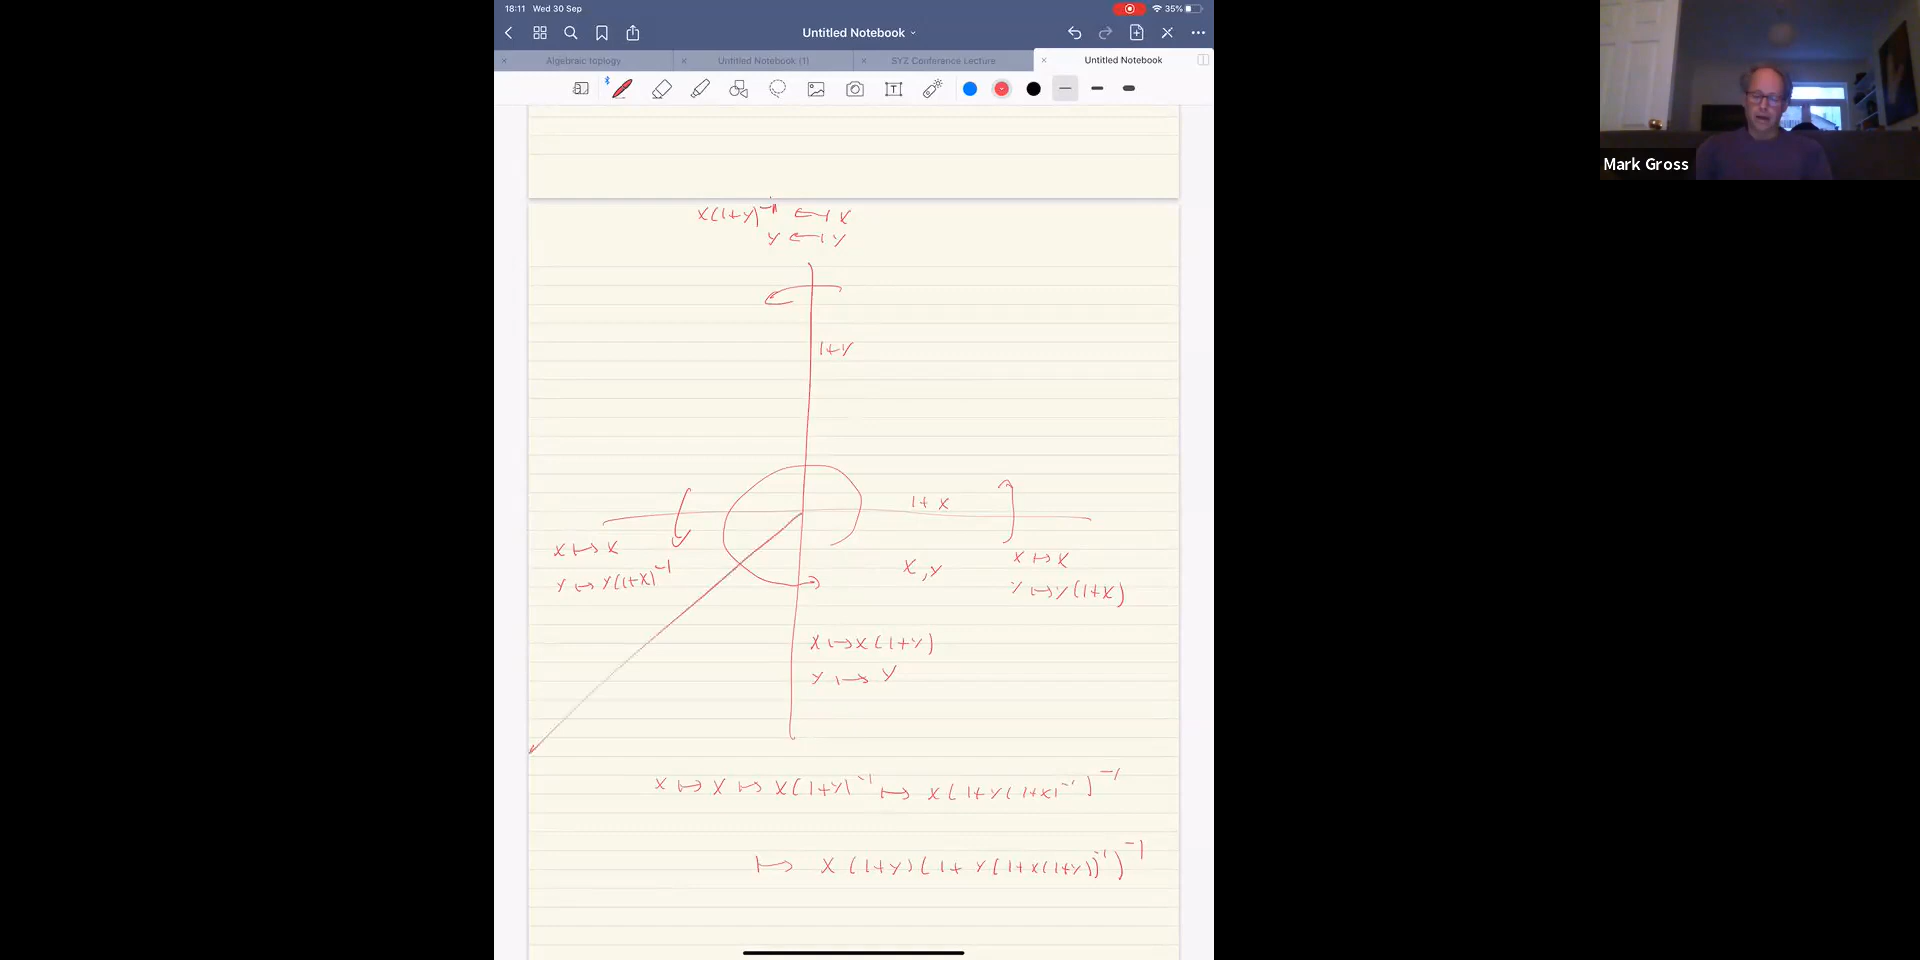 18:11 Wed 30 Sep
35%
Untitled Notebook
Algebraic toplogy
Untitled Notebook (1)
SYZ Conference Lecture
Untitled Notebook
T
Mark Gross
x(1+y)⁻¹ ↤ x
y ↤ y
1+y
1+x
x ↦ x
y ↦ y(1+x)⁻¹
x, y
x ↦ x
y ↦ y(1+x)
x ↦ x(1+y)
y ↦ y
x ↦ x ↦ x(1+y)⁻¹ ↦ x(1+y(1+x)⁻¹)⁻¹
↦ x(1+y)(1+y(1+x(1+y))⁻¹)⁻¹